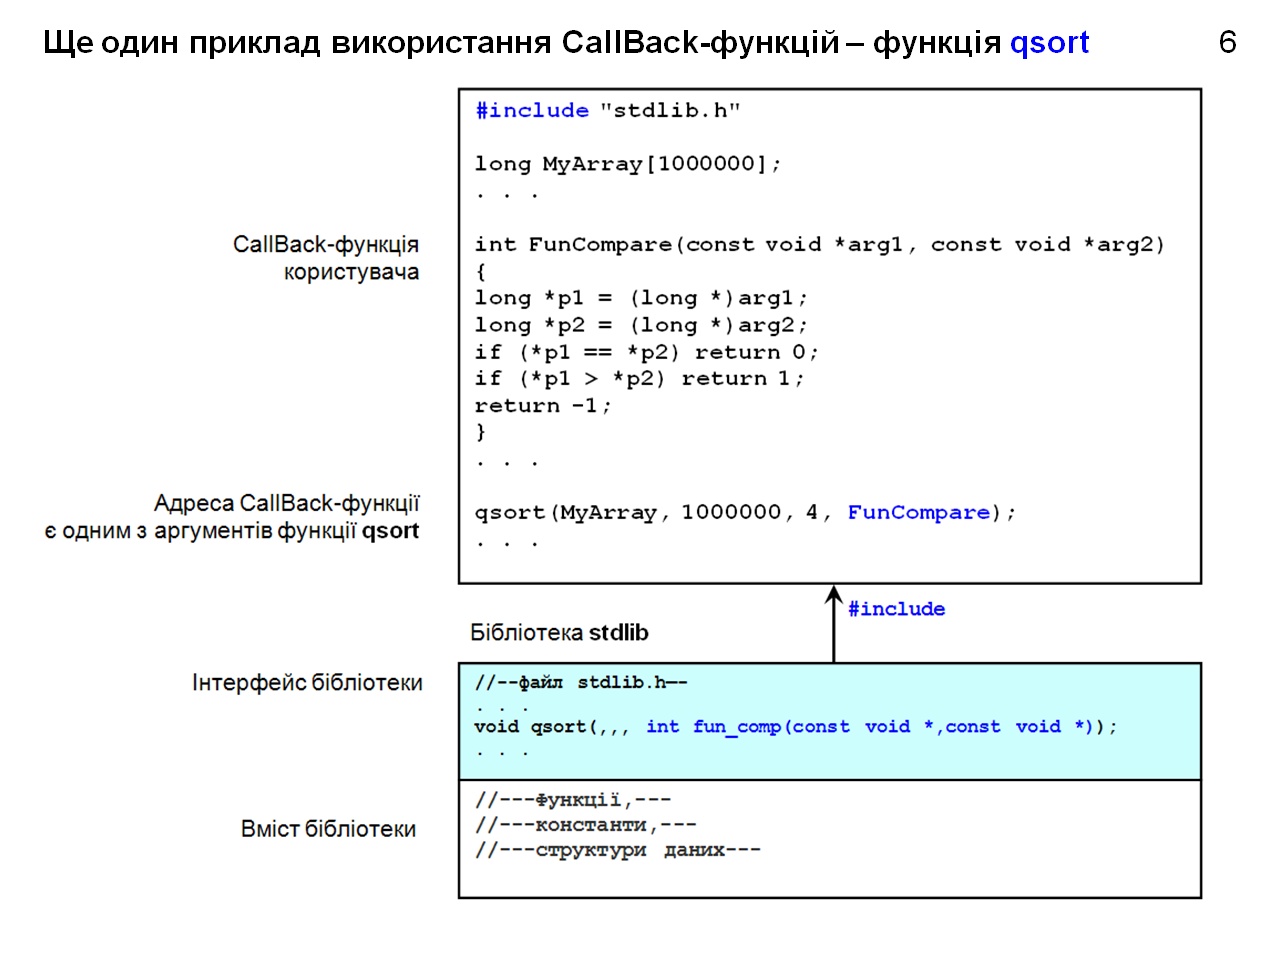 Ще один приклад використання CallBack-функцій – функція qsort
6
#include "stdlib.h"
long MyArray[1000000];
. . .
CallBack-функція
користувача
int FunCompare(const void *arg1, const void *arg2)
{
long *p1 = (long *)arg1;
long *p2 = (long *)arg2;
if (*p1 == *p2) return 0;
if (*p1 > *p2) return 1;
return -1;
}
. . .
Адреса CallBack-функції
є одним з аргументів функції qsort
qsort(MyArray, 1000000, 4, FunCompare);
. . .
#include
Бібліотека stdlib
Інтерфейс бібліотеки
//--файл stdlib.h—-
. . .
void qsort(,,, int fun_comp(const void *,const void *));
. . .
Вміст бібліотеки
//---функції,---
//---константи,---
//---структури даних---